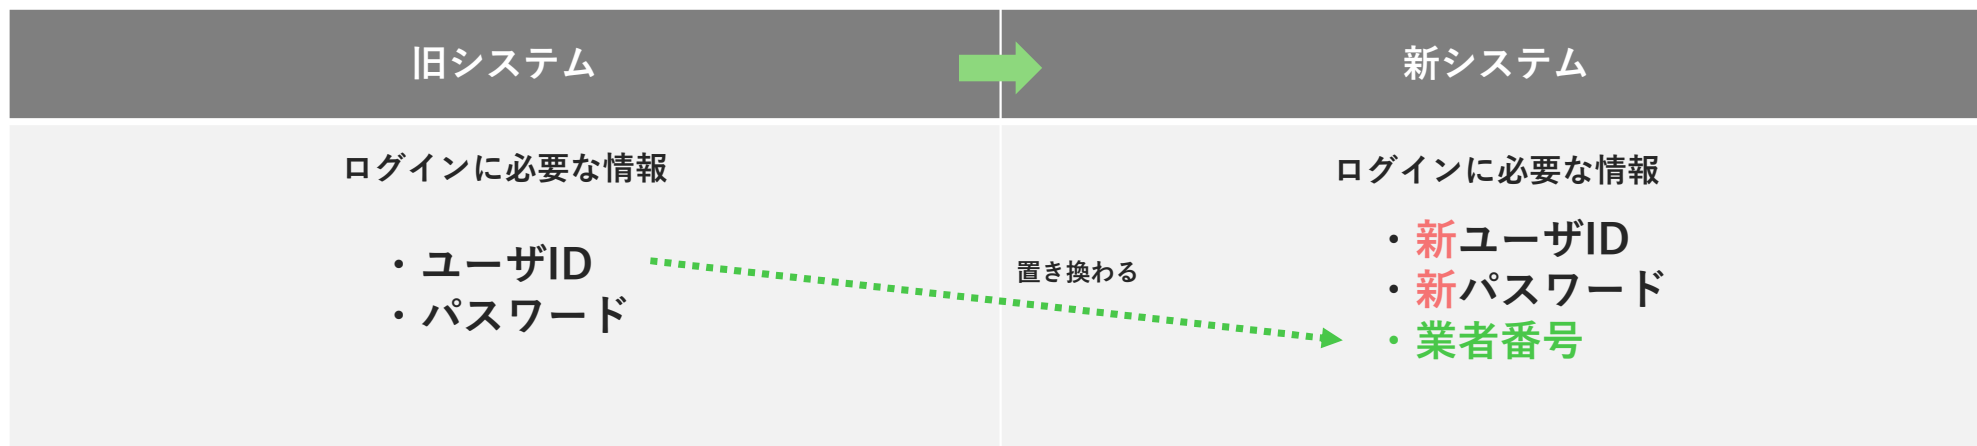 旧システム
新システム
ログインに必要な情報
・ユーザID
・パスワード
置き換わる
ログインに必要な情報
・新ユーザID
・新パスワード
・業者番号